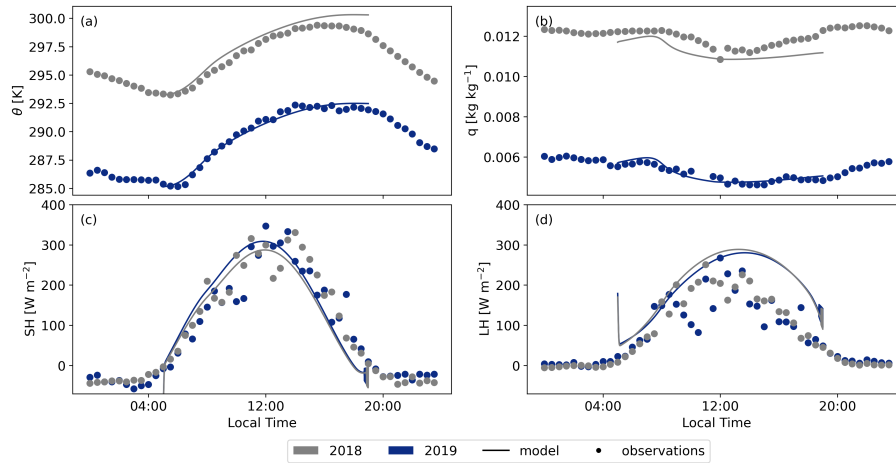 (a)
θ [K]
300.0
297.5
295.0
292.5
290.0
287.5
285.0
(b)
q [kg kg⁻¹]
0.012
0.010
0.008
0.006
(c)
SH [W m⁻²]
400
300
200
100
0
04:00 12:00 20:00
Local Time
(d)
LH [W m⁻²]
400
300
200
100
0
04:00 12:00 20:00
Local Time
2018 2019 model observations